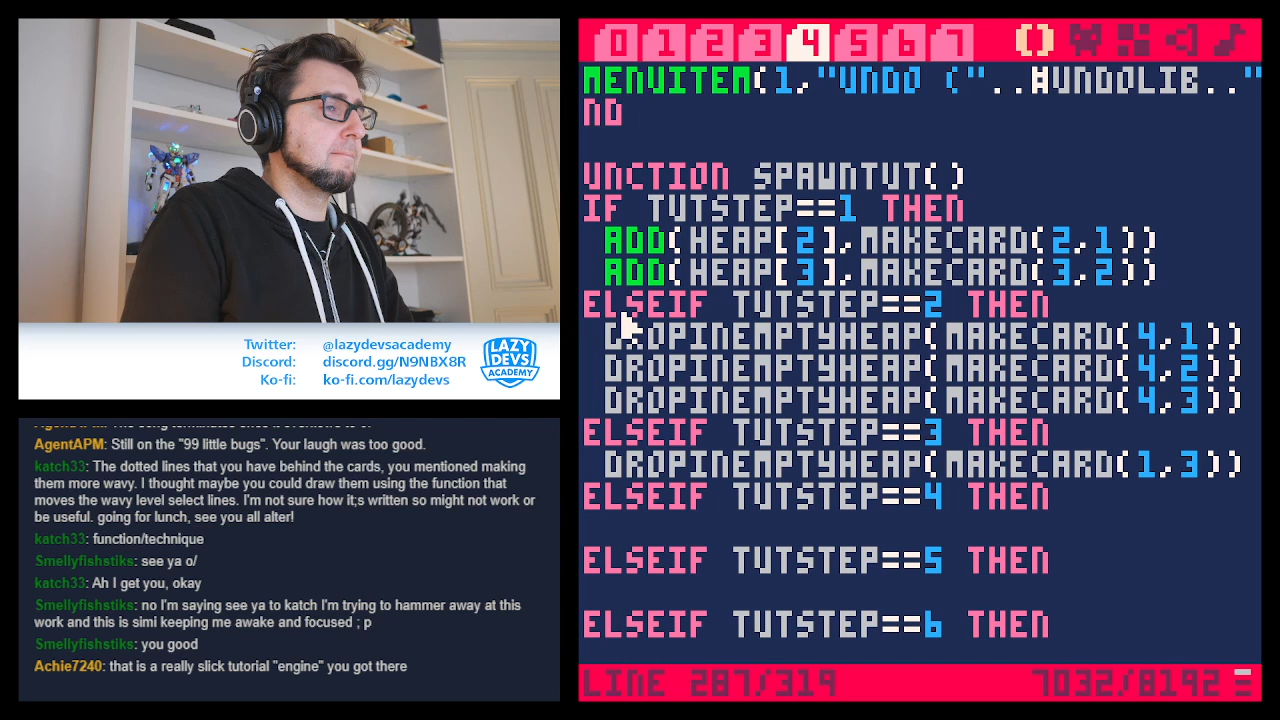 Twitter: @lazydevsacademy
Discord: discord.gg/N9NBX8R
Ko-fi: ko-fi.com/lazydevs
LAZY
DEVS
ACADEMY
AgentAPM: Still on the "99 little bugs". Your laugh was too good.
katch33: The dotted lines that you have behind the cards, you mentioned making
them more wavy. I thought maybe you could draw them using the function that
moves the wavy level select lines. I'm not sure how it;s written so might not work or
be useful. going for lunch, see you all alter!
katch33: function/technique
Smellyfishstiks: see ya o/
katch33: Ah I get you, okay
Smellyfishstiks: no I'm saying see ya to katch I'm trying to hammer away at this
work and this is simi keeping me awake and focused ; p
Smellyfishstiks: you good
Achie7240: that is a really slick tutorial "engine" you got there
0 1 2 3 4 5 6 7 ()
MENUITEM(1,"UNDO ("..#UNDOLIB.."
ND
UNCTION SPAWNTUT()
IF TUTSTEP==1 THEN
ADD(HEAP[2],MAKECARD(2,1))
ADD(HEAP[3],MAKECARD(3,2))
ELSEIF TUTSTEP==2 THEN
DROPINEMPTYHEAP(MAKECARD(4,1))
DROPINEMPTYHEAP(MAKECARD(4,2))
DROPINEMPTYHEAP(MAKECARD(4,3))
ELSEIF TUTSTEP==3 THEN
DROPINEMPTYHEAP(MAKECARD(1,3))
ELSEIF TUTSTEP==4 THEN
ELSEIF TUTSTEP==5 THEN
ELSEIF TUTSTEP==6 THEN
LINE 287/319 7032/8192